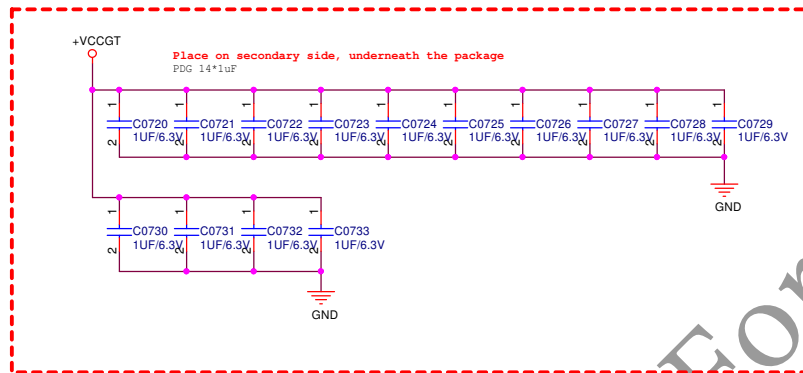 +VCCGT
Place on secondary side, underneath the package
PDG 14*1uF
1 1 1 1 1 1 1 1 1 1
C0720 C0721 C0722 C0723 C0724 C0725 C0726 C0727 C0728 C0729
1UF/6.3V 1UF/6.3V 1UF/6.3V 1UF/6.3V 1UF/6.3V 1UF/6.3V 1UF/6.3V 1UF/6.3V 1UF/6.3V 1UF/6.3V
2 2 2 2 2 2 2 2 2 2
GND
1 1 1 1
C0730 C0731 C0732 C0733
1UF/6.3V 1UF/6.3V 1UF/6.3V 1UF/6.3V
2 2 2 2
GND
For